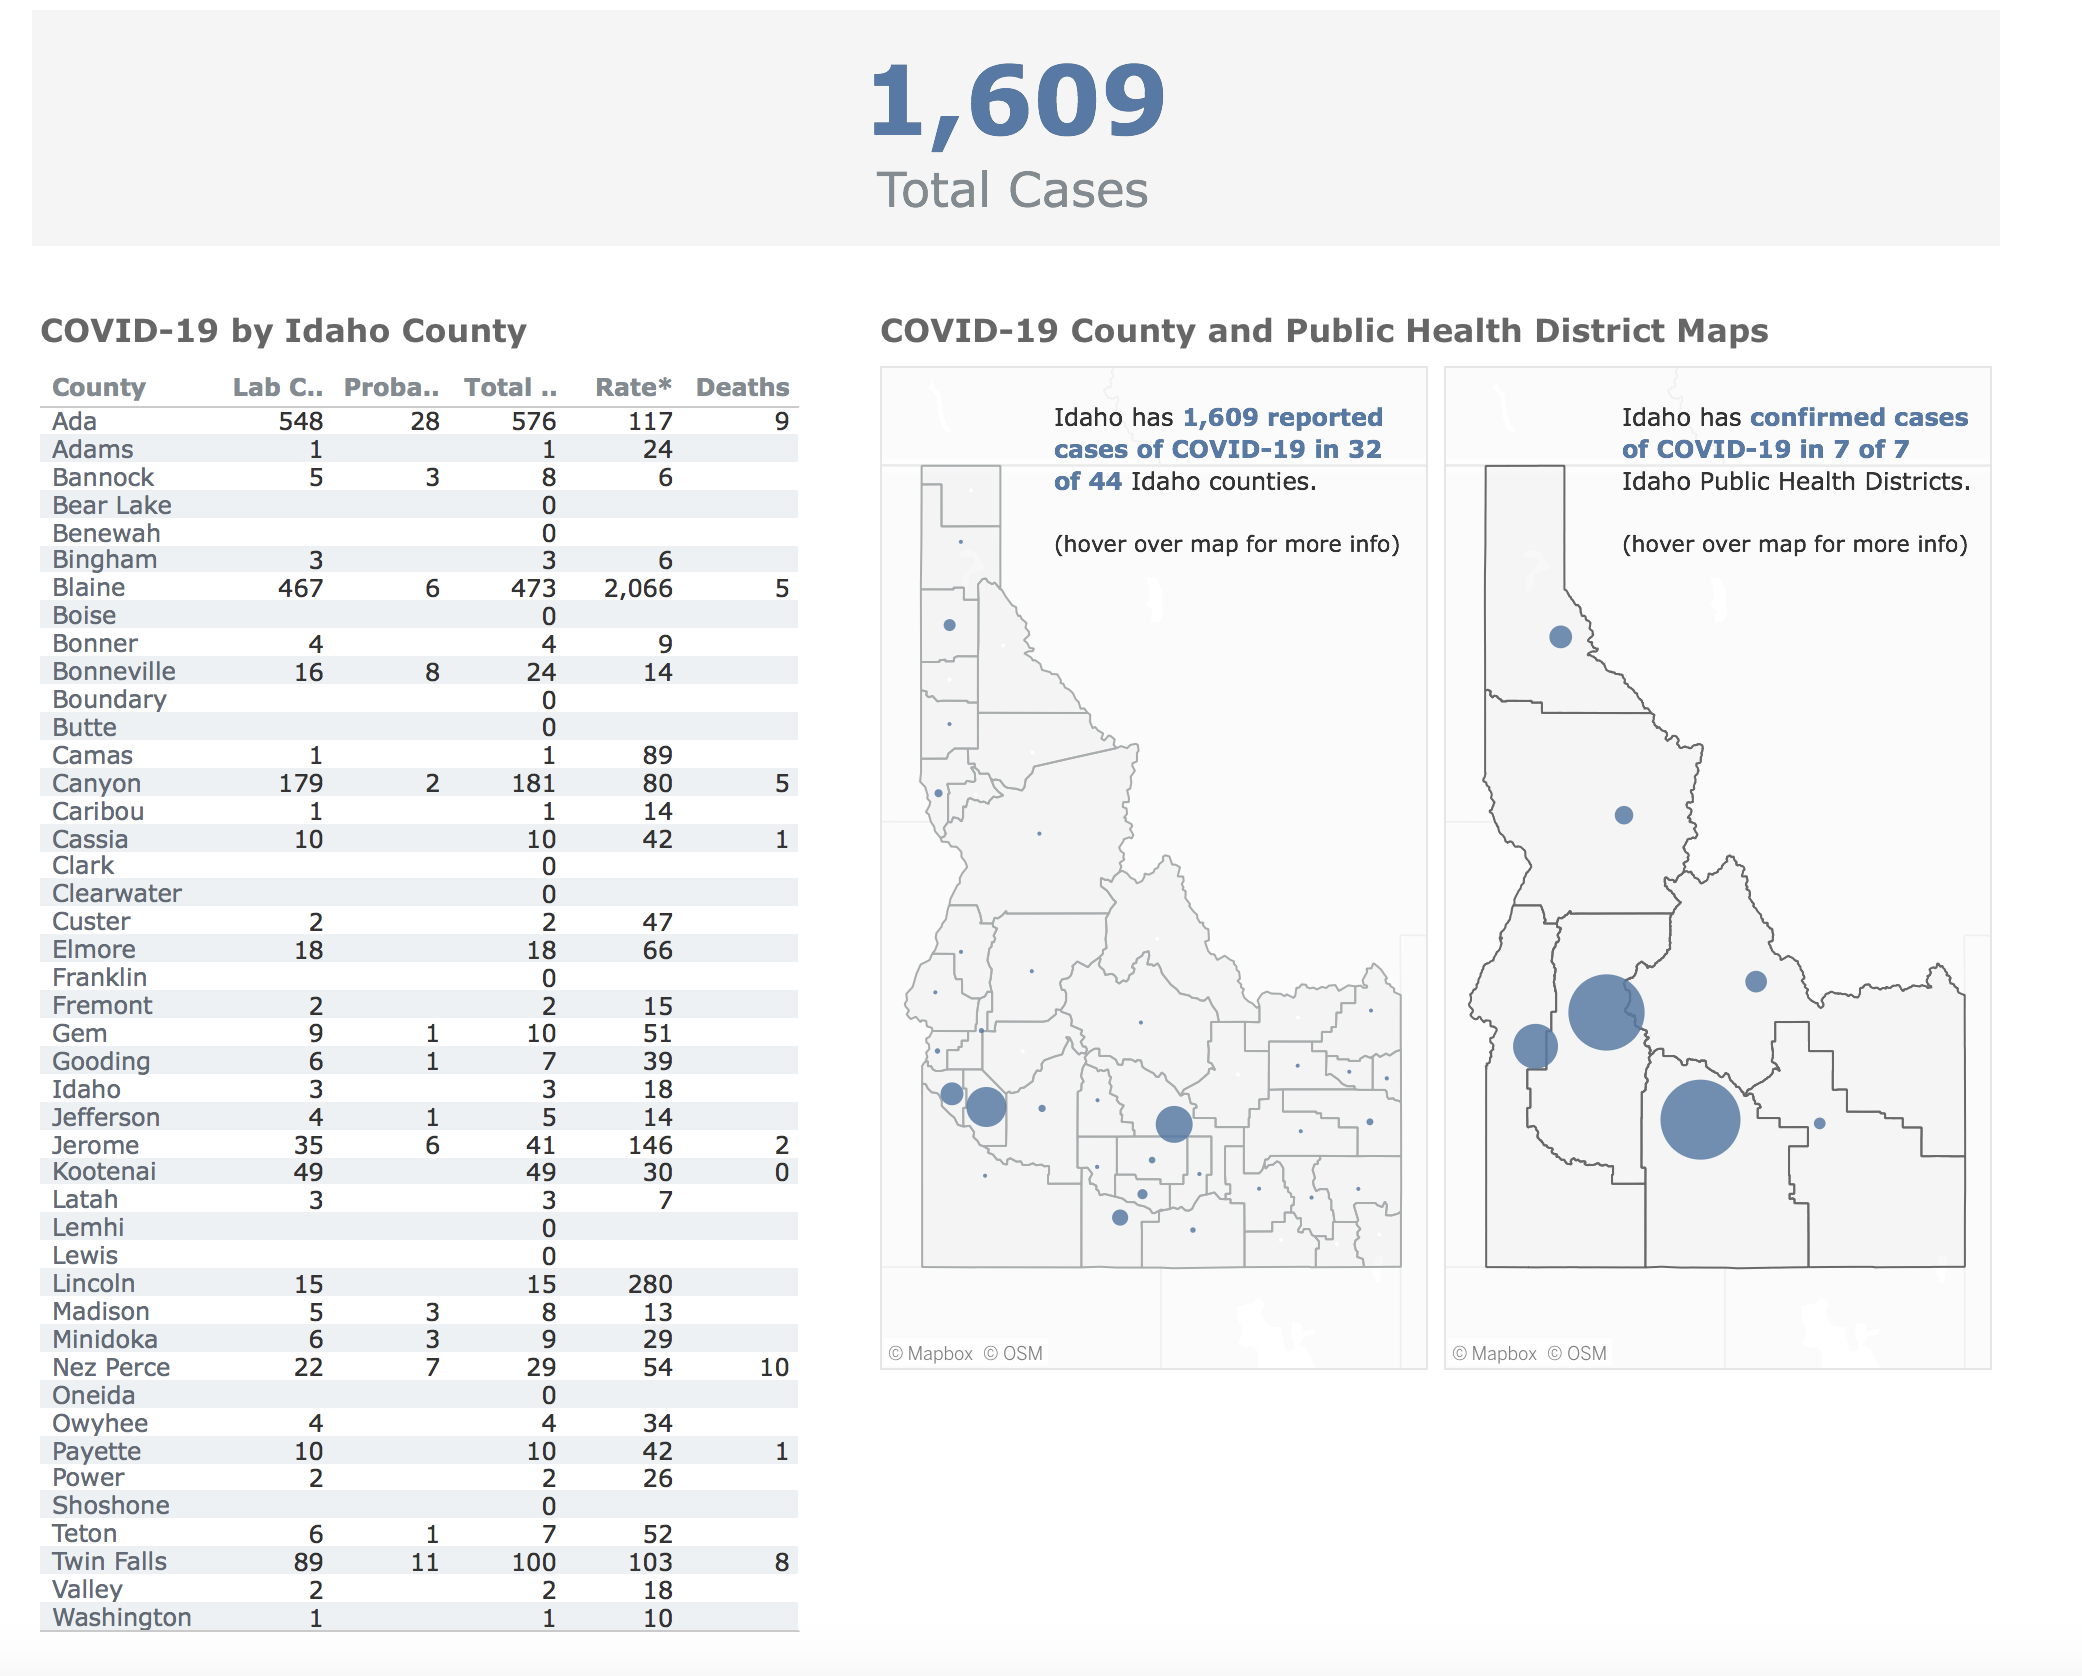 1,609
Total Cases
COVID-19 by Idaho County
County Lab C.. Proba.. Total .. Rate* Deaths
Ada 548 28 576 117 9
Adams 1 1 24
Bannock 5 3 8 6
Bear Lake 0
Benewah 0
Bingham 3 3 6
Blaine 467 6 473 2,066 5
Boise 0
Bonner 4 4 9
Bonneville 16 8 24 14
Boundary 0
Butte 0
Camas 1 1 89
Canyon 179 2 181 80 5
Caribou 1 1 14
Cassia 10 10 42 1
Clark 0
Clearwater 0
Custer 2 2 47
Elmore 18 18 66
Franklin 0
Fremont 2 2 15
Gem 9 1 10 51
Gooding 6 1 7 39
Idaho 3 3 18
Jefferson 4 1 5 14
Jerome 35 6 41 146 2
Kootenai 49 49 30 0
Latah 3 3 7
Lemhi 0
Lewis 0
Lincoln 15 15 280
Madison 5 3 8 13
Minidoka 6 3 9 29
Nez Perce 22 7 29 54 10
Oneida 0
Owyhee 4 4 34
Payette 10 10 42 1
Power 2 2 26
Shoshone 0
Teton 6 1 7 52
Twin Falls 89 11 100 103 8
Valley 2 2 18
Washington 1 1 10
COVID-19 County and Public Health District Maps
Idaho has 1,609 reported
cases of COVID-19 in 32
of 44 Idaho counties.
(hover over map for more info)
© Mapbox © OSM
Idaho has confirmed cases
of COVID-19 in 7 of 7
Idaho Public Health Districts.
(hover over map for more info)
© Mapbox © OSM